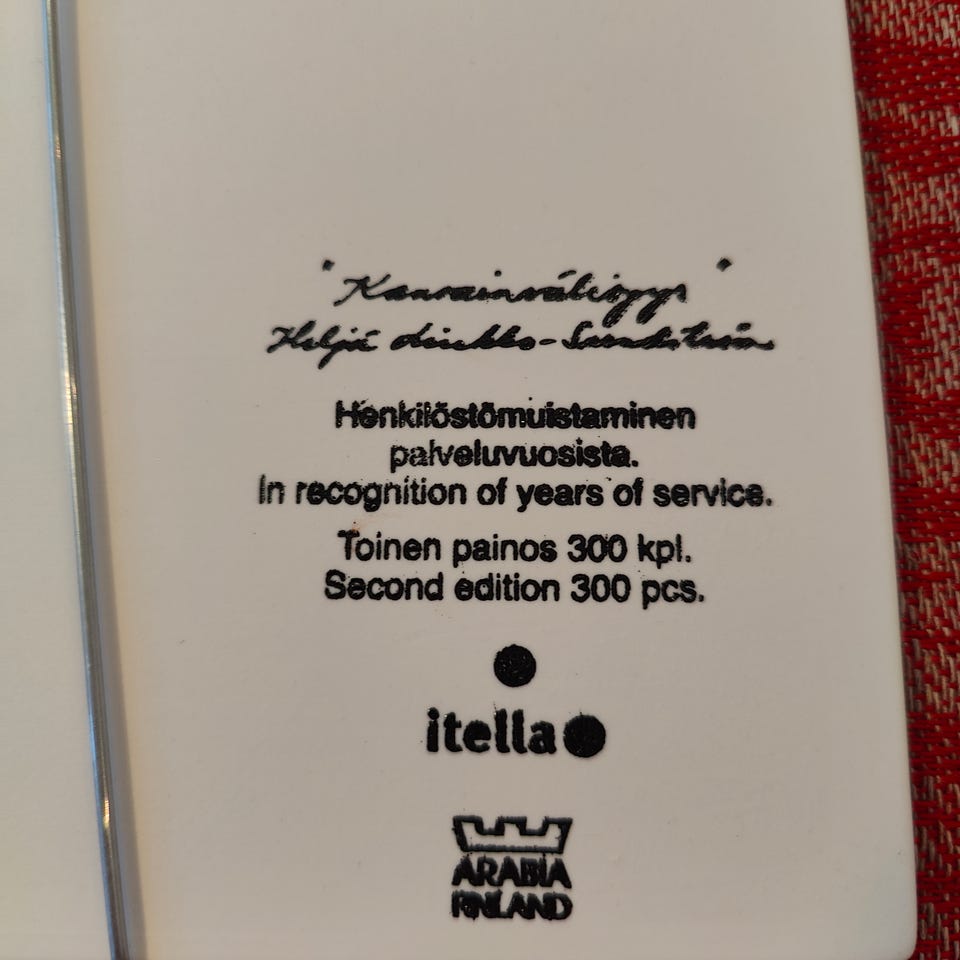 "Kansainvälisyys"
Heljä Liukko-Sundström
Henkilöstömuistaminen
palveluvuosista.
In recognition of years of service.
Toinen painos 300 kpl.
Second edition 300 pcs.
itella
ARABIA
FINLAND